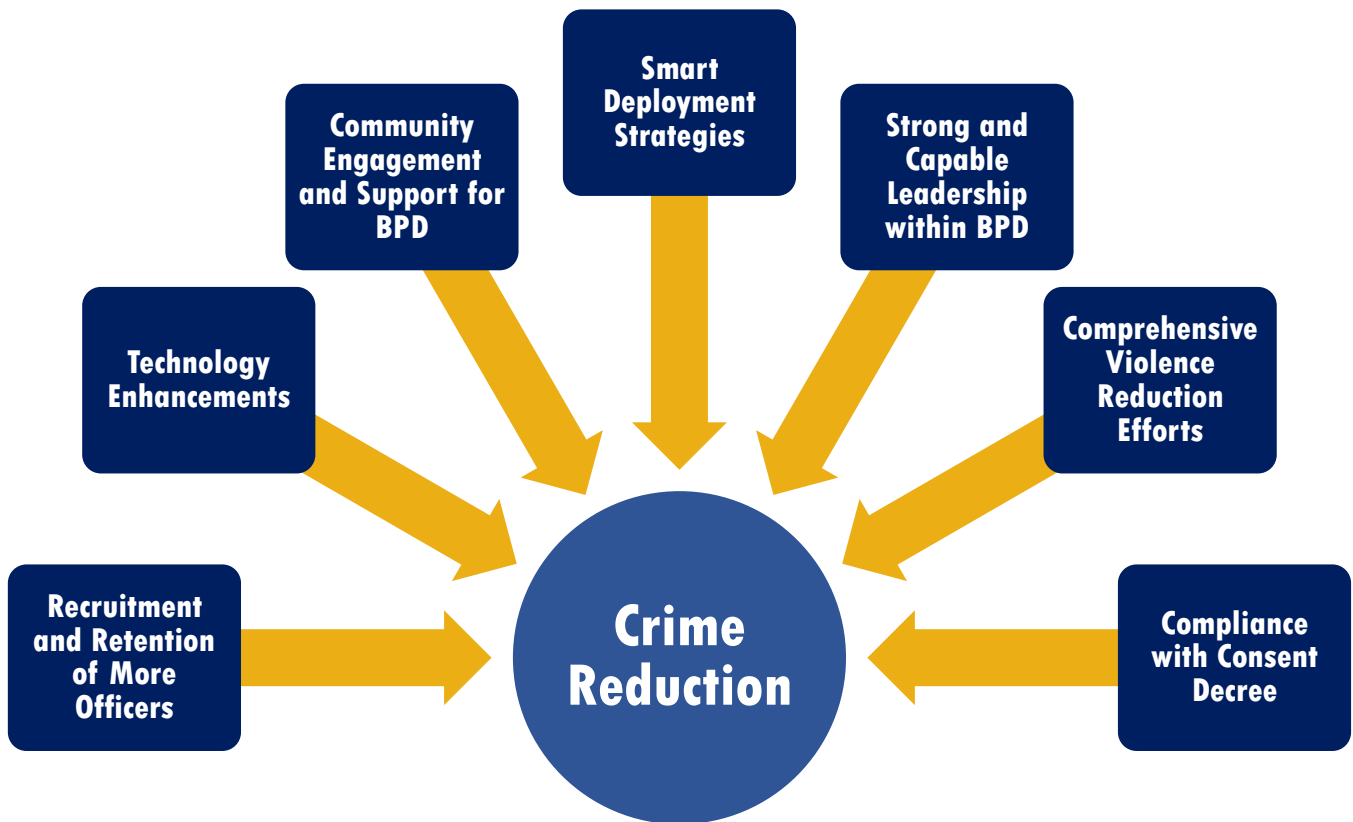 Smart
Deployment
Strategies
Community
Engagement
and Support for
BPD
Strong and
Capable
Leadership
within BPD
Technology
Enhancements
Comprehensive
Violence
Reduction
Efforts
Recruitment
and Retention
of More
Officers
Crime
Reduction
Compliance
with Consent
Decree